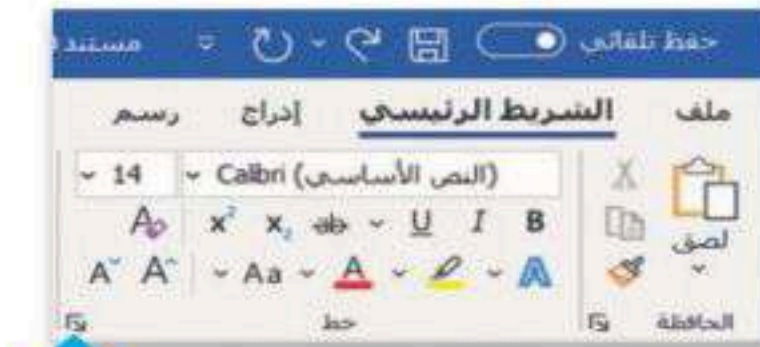 حفظ تلقائي مستند
ملف الشريط الرئيسي إدراج رسم
Calibri (النص الأساسي) 14
لصق B I U ab x₂ x² A
A A Aa A A
الحافظة خط